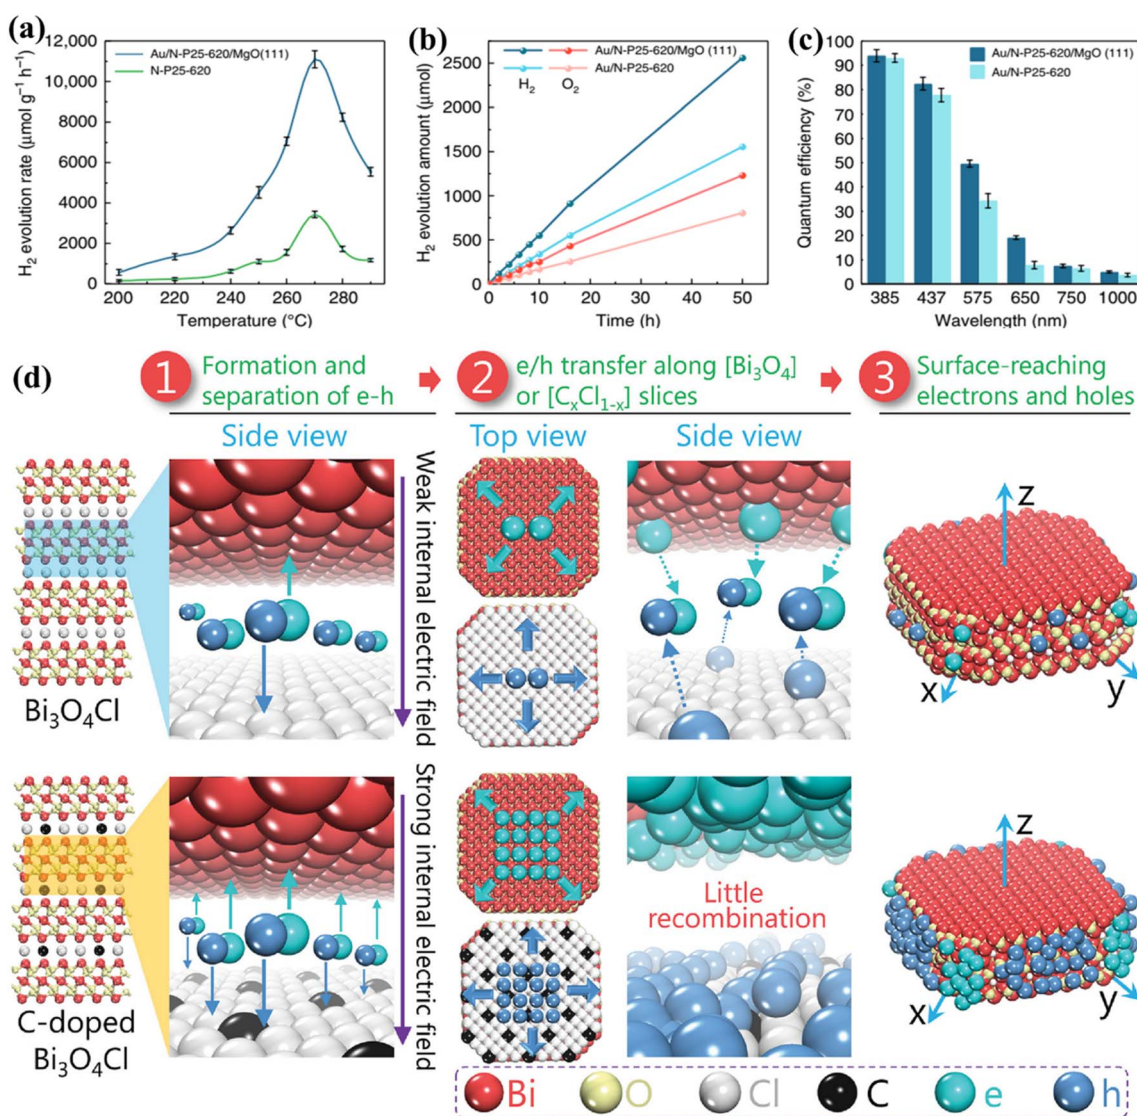 (a)
12,000
10,000
8000
6000
4000
2000
0
H₂ evolution rate (μmol g⁻¹ h⁻¹)
Au/N-P25-620/MgO(111)
N-P25-620
200 220 240 260 280
Temperature (°C)
(b)
2500
2000
1500
1000
500
0
H₂ evolution amount (μmol)
Au/N-P25-620/MgO (111)
Au/N-P25-620
H₂ O₂
0 10 20 30 40 50
Time (h)
(c)
100
90
80
70
60
50
40
30
20
10
0
Quantum efficiency (%)
Au/N-P25-620/MgO (111)
Au/N-P25-620
385 437 575 650 750 1000
Wavelength (nm)
(d)
1 Formation and
separation of e-h
2 e/h transfer along [Bi₃O₄]
or [CₓCl₁₋ₓ] slices
3 Surface-reaching
electrons and holes
Side view
Top view
Side view
Weak internal electric field
Bi₃O₄Cl
z
x
y
Strong internal electric field
C-doped
Bi₃O₄Cl
Little
recombination
z
x
y
Bi O Cl C e h